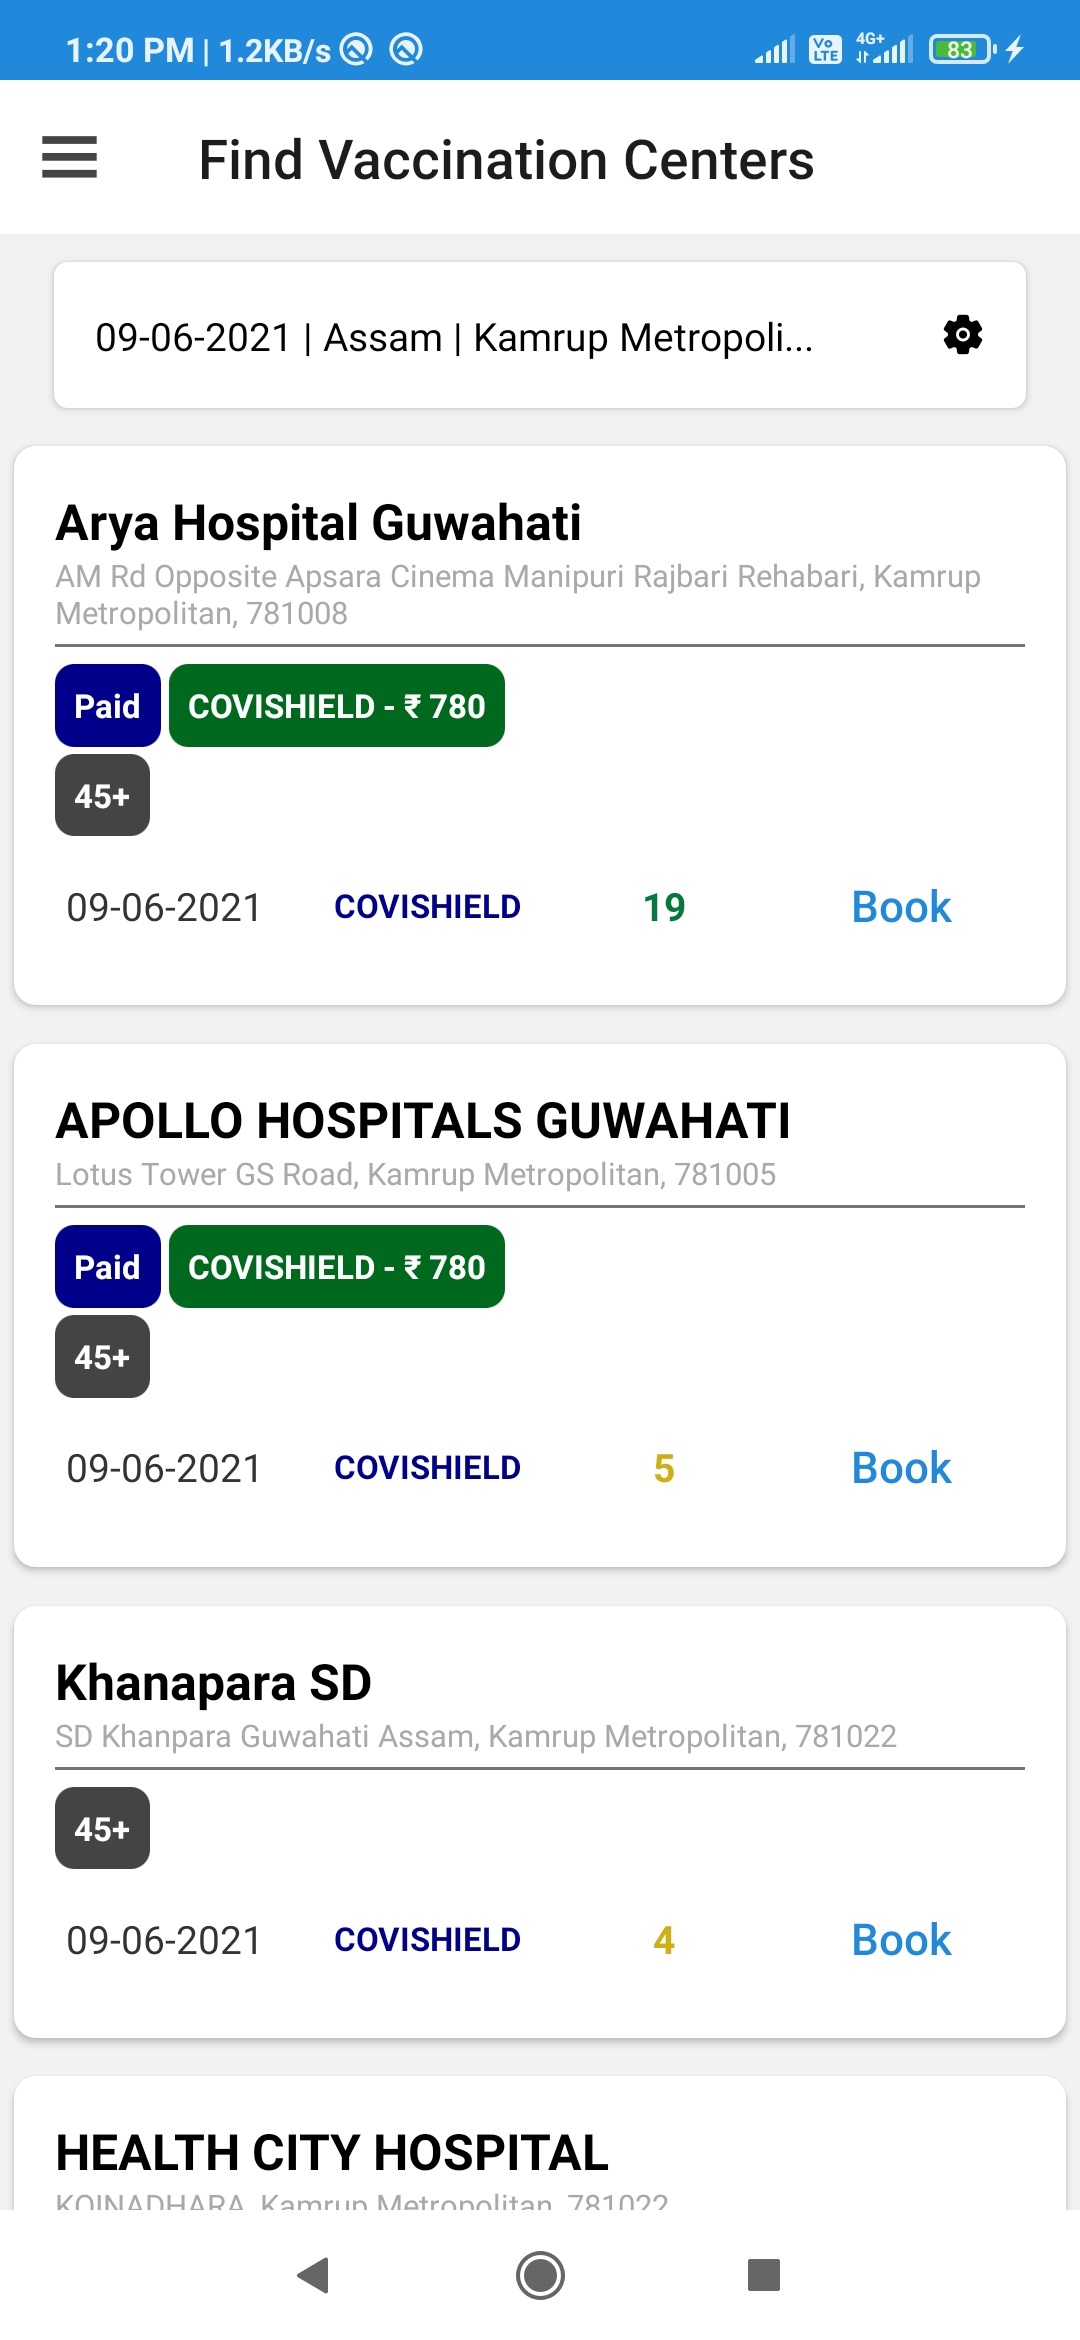 1:20 PM | 1.2KB/s
Vo LTE 4G+ 83
Find Vaccination Centers
09-06-2021 | Assam | Kamrup Metropoli...
Arya Hospital Guwahati
AM Rd Opposite Apsara Cinema Manipuri Rajbari Rehabari, Kamrup
Metropolitan, 781008
Paid COVISHIELD - ₹ 780
45+
09-06-2021 COVISHIELD 19 Book
APOLLO HOSPITALS GUWAHATI
Lotus Tower GS Road, Kamrup Metropolitan, 781005
Paid COVISHIELD - ₹ 780
45+
09-06-2021 COVISHIELD 5 Book
Khanapara SD
SD Khanpara Guwahati Assam, Kamrup Metropolitan, 781022
45+
09-06-2021 COVISHIELD 4 Book
HEALTH CITY HOSPITAL
KOINADHARA, Kamrup Metropolitan, 781022